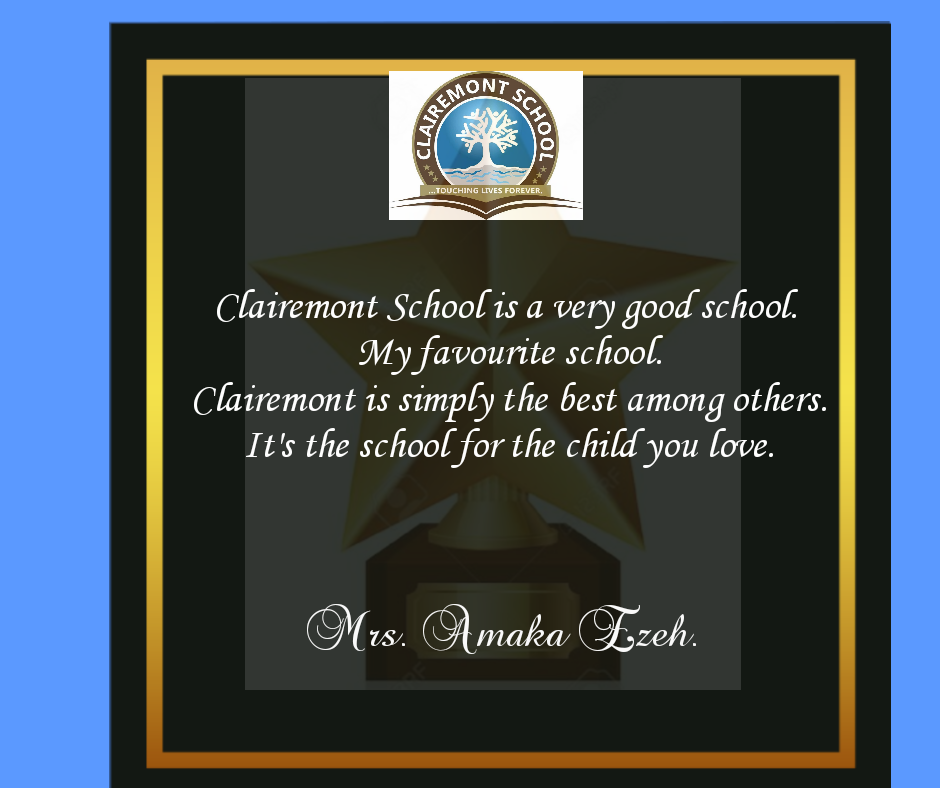 CLAIREMONT SCHOOL
...TOUCHING LIVES FOREVER.
Clairemont School is a very good school.
My favourite school.
Clairemont is simply the best among others.
It's the school for the child you love.
Mrs. Amaka Ezeh.